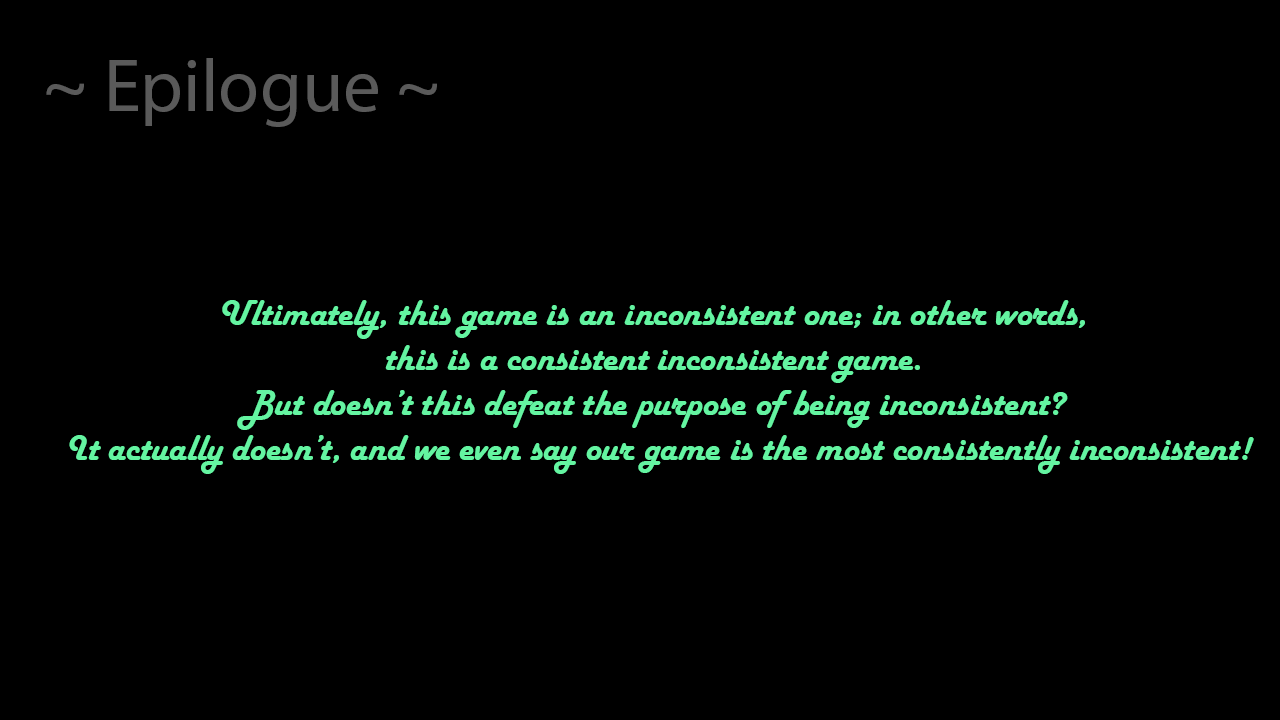 ~ Epilogue ~
Ultimately, this game is an inconsistent one; in other words,
this is a consistent inconsistent game.
But doesn't this defeat the purpose of being inconsistent?
It actually doesn't, and we even say our game is the most consistently inconsistent!